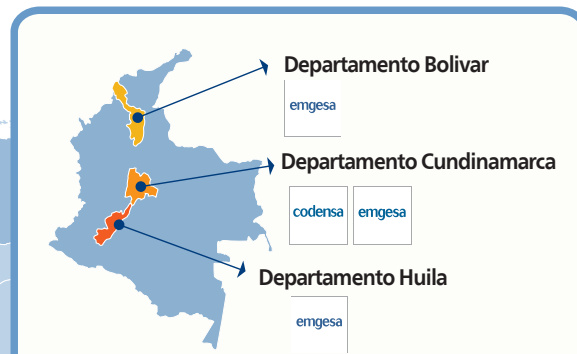 Departamento Bolivar
emgesa
Departamento Cundinamarca
codensa emgesa
Departamento Huila
emgesa